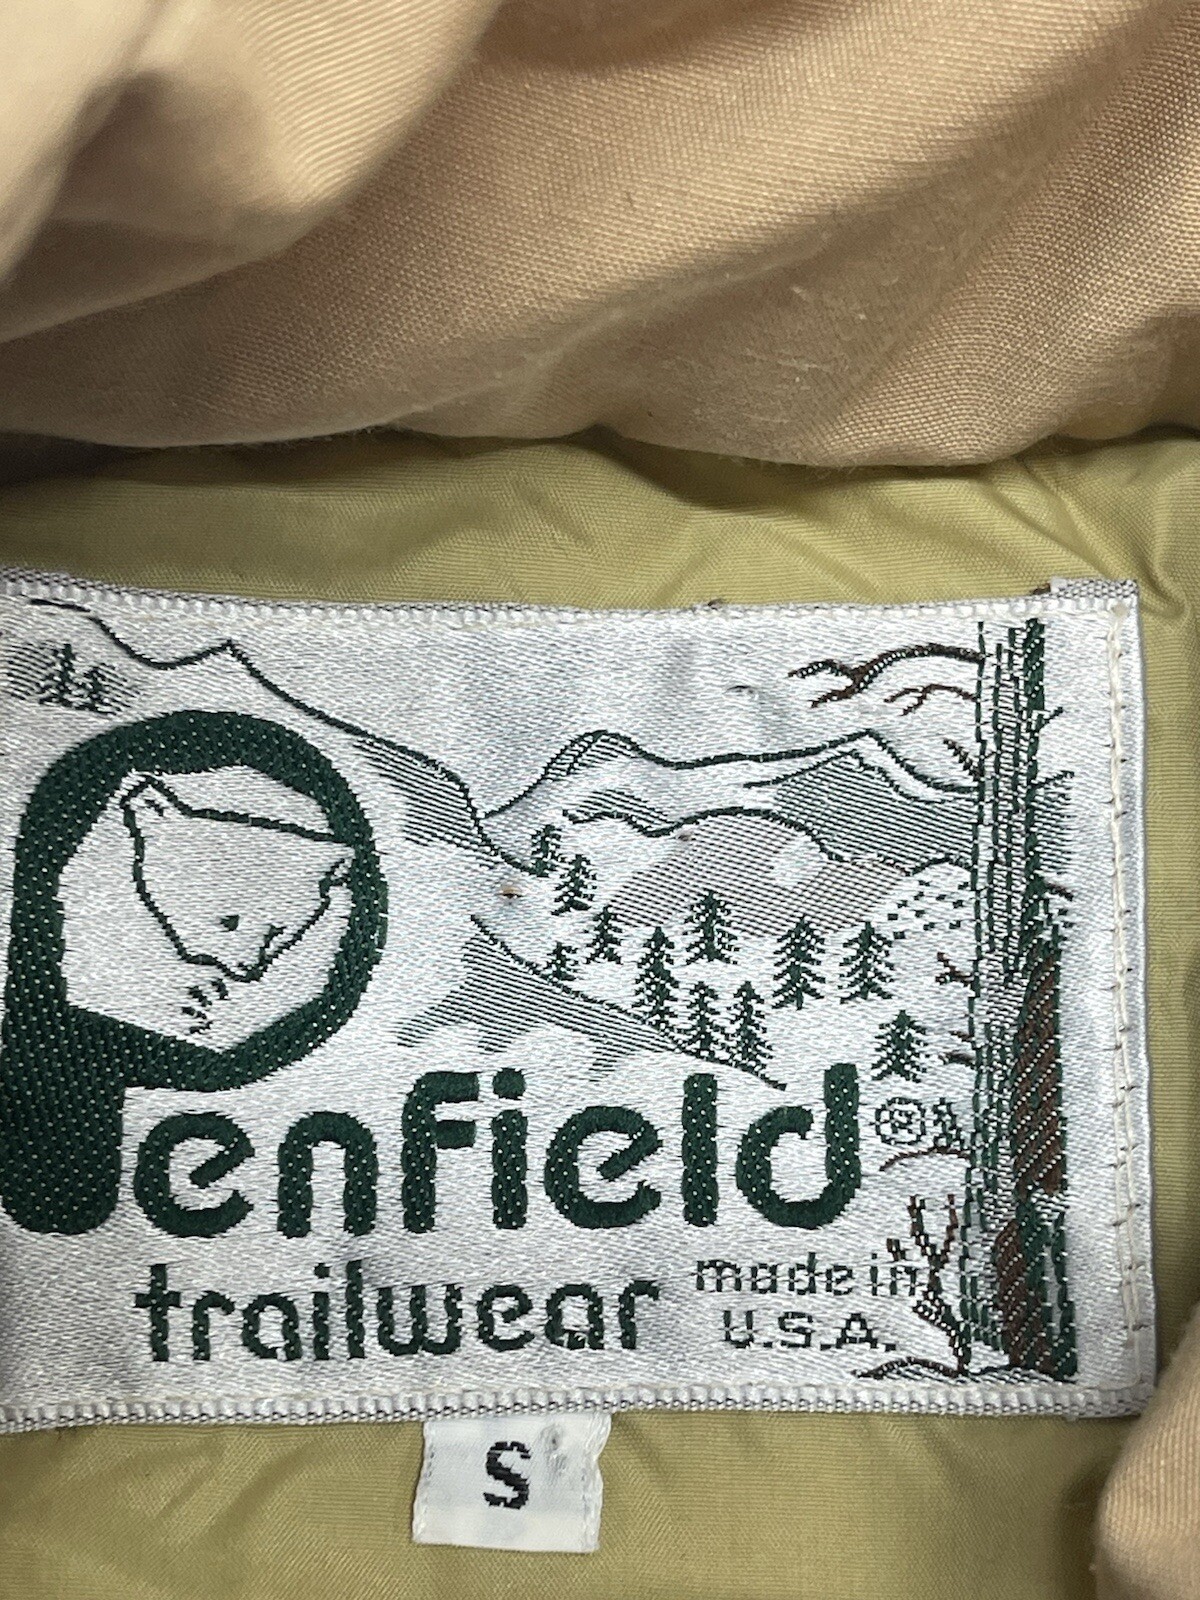 Penfield ®
trailwear made in
U.S.A.
S